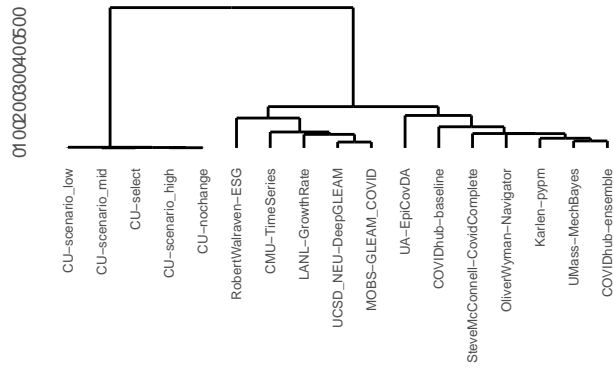 0100200300400500
CU−scenario_low
CU−scenario_mid
CU−select
CU−scenario_high
CU−nochange
RobertWalraven−ESG
CMU−TimeSeries
LANL−GrowthRate
UCSD_NEU−DeepGLEAM
MOBS−GLEAM_COVID
UA−EpiCovDA
COVIDhub−baseline
SteveMcConnell−CovidComplete
OliverWyman−Navigator
Karlen−pypm
UMass−MechBayes
COVIDhub−ensemble